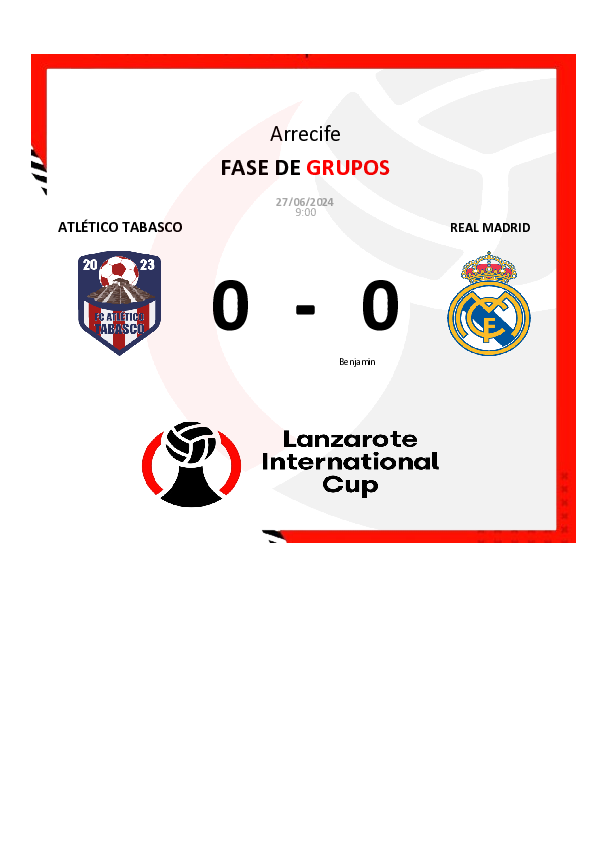 Arrecife
FASE DE GRUPOS
27/06/2024
9:00
ATLÉTICO TABASCO
REAL MADRID
20 23
FC ATLÉTICO
TABASCO
0 - 0
Benjamin
Lanzarote
International
Cup